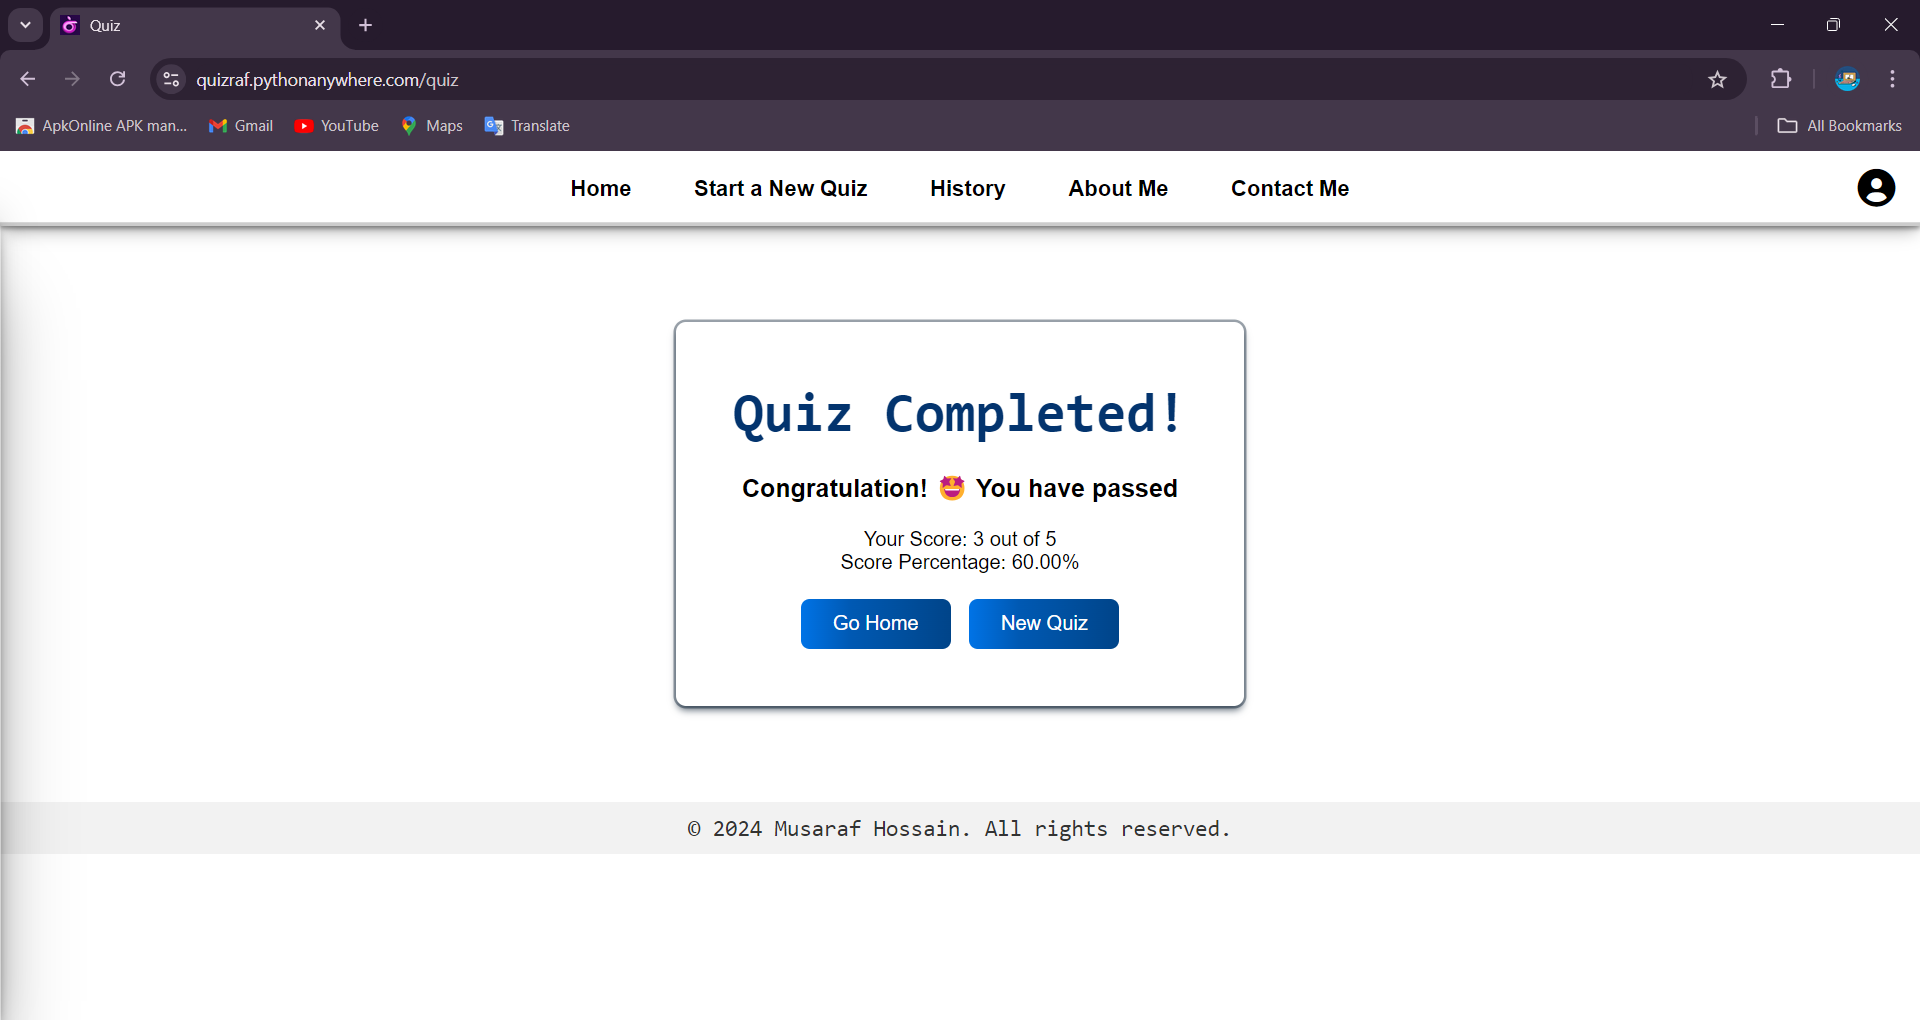 Quiz
quizraf.pythonanywhere.com/quiz
ApkOnline APK man... Gmail YouTube Maps Translate All Bookmarks
Home Start a New Quiz History About Me Contact Me
Quiz Completed!
Congratulation! 🤩 You have passed
Your Score: 3 out of 5
Score Percentage: 60.00%
Go Home New Quiz
© 2024 Musaraf Hossain. All rights reserved.